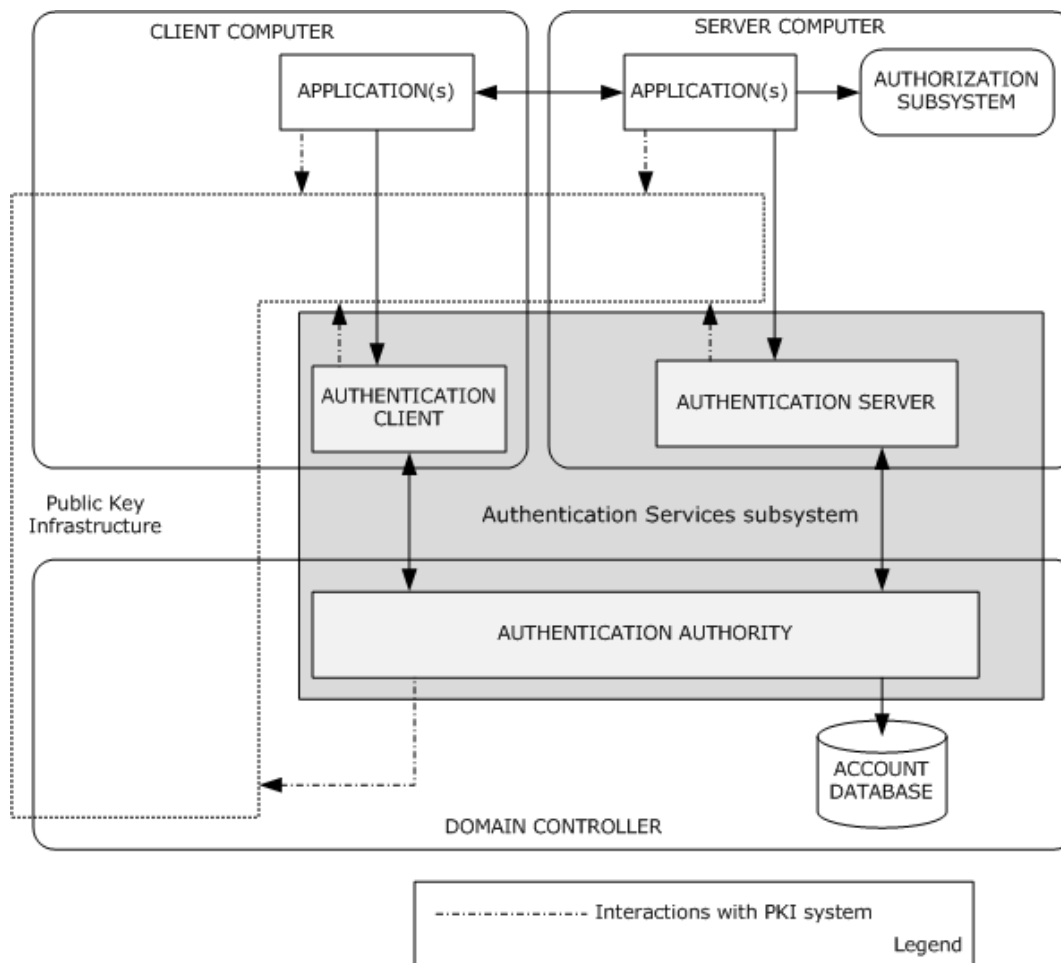 CLIENT COMPUTER
SERVER COMPUTER
APPLICATION(s)
APPLICATION(s)
AUTHORIZATION
SUBSYSTEM
AUTHENTICATION
CLIENT
AUTHENTICATION SERVER
Public Key
Infrastructure
Authentication Services subsystem
AUTHENTICATION AUTHORITY
ACCOUNT
DATABASE
DOMAIN CONTROLLER
Interactions with PKI system
Legend